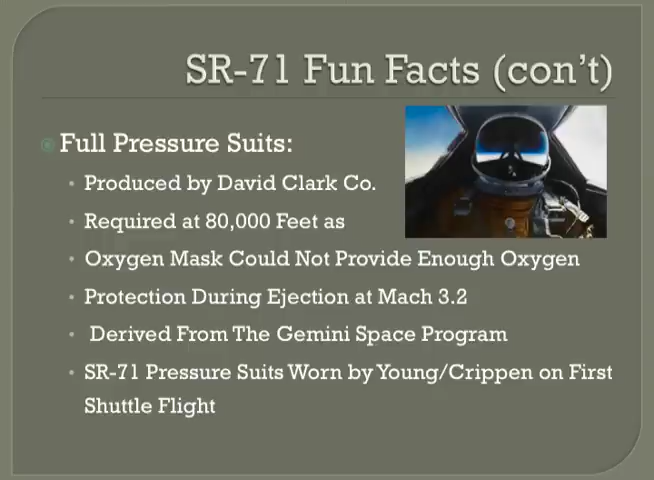 SR-71 Fun Facts (con't)
Full Pressure Suits:
Produced by David Clark Co.
Required at 80,000 Feet as
Oxygen Mask Could Not Provide Enough Oxygen
Protection During Ejection at Mach 3.2
Derived From The Gemini Space Program
SR-71 Pressure Suits Worn by Young/Crippen on First
Shuttle Flight